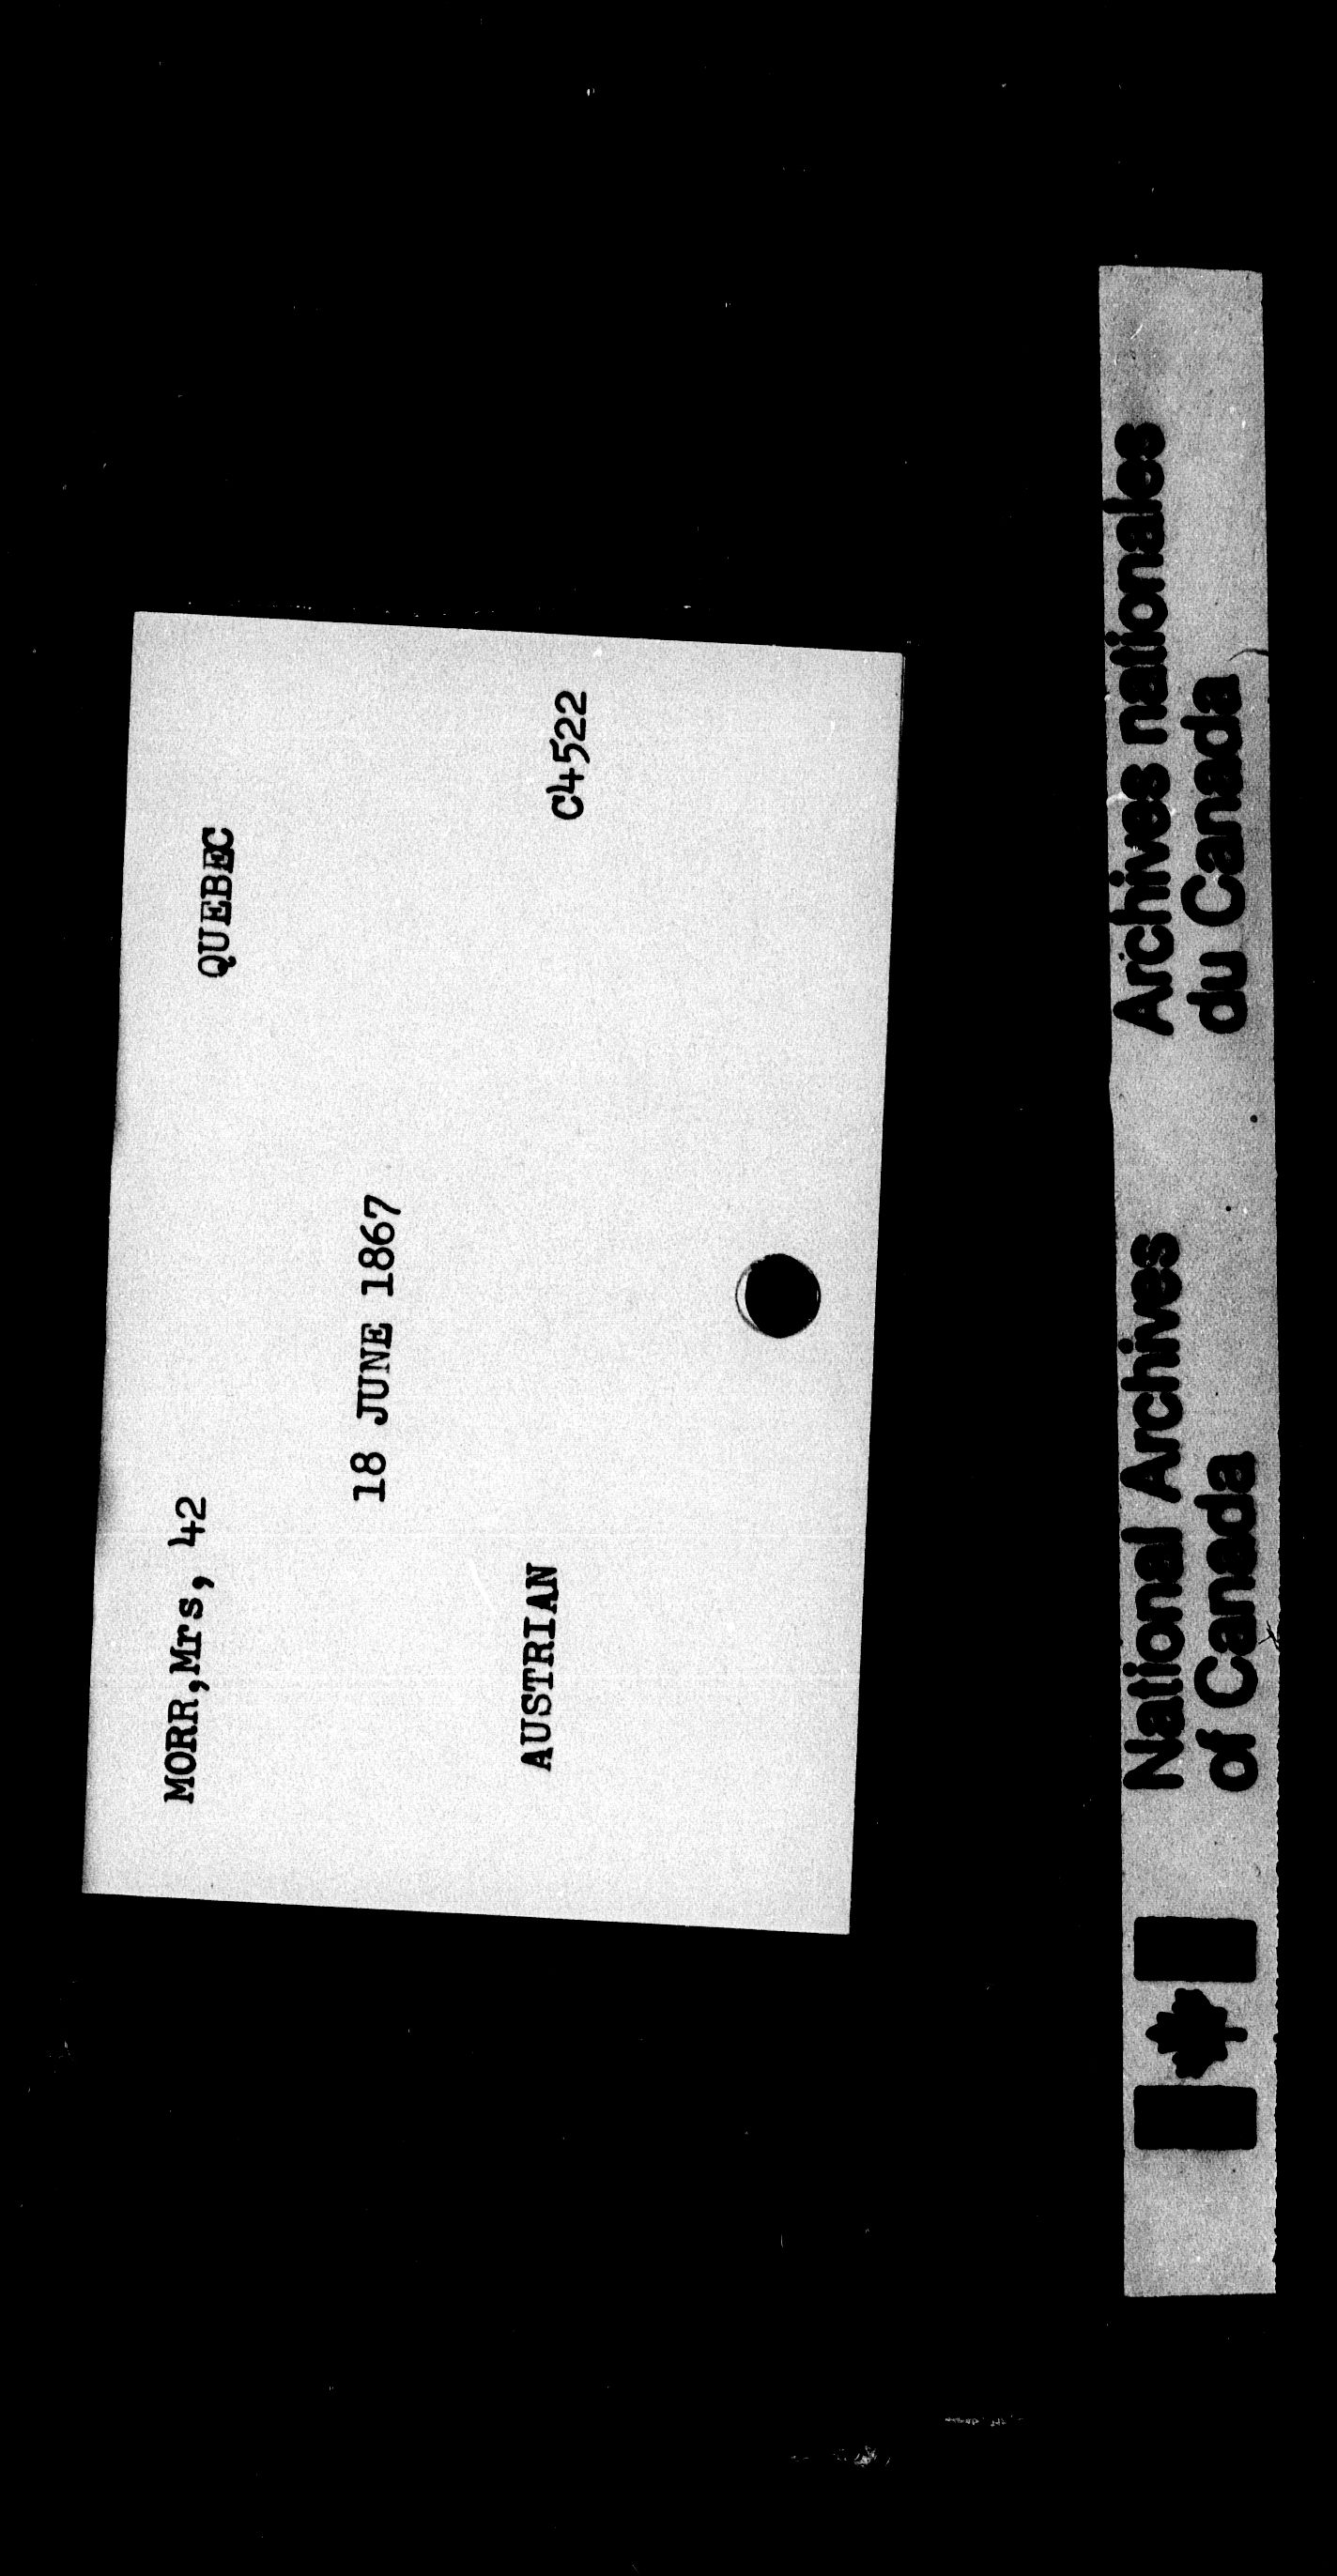 MORR,Mrs, 42
QUEBEC
18 JUNE 1867
AUSTRIAN
C4522
National Archives
of Canada
Archives nationales
du Canada